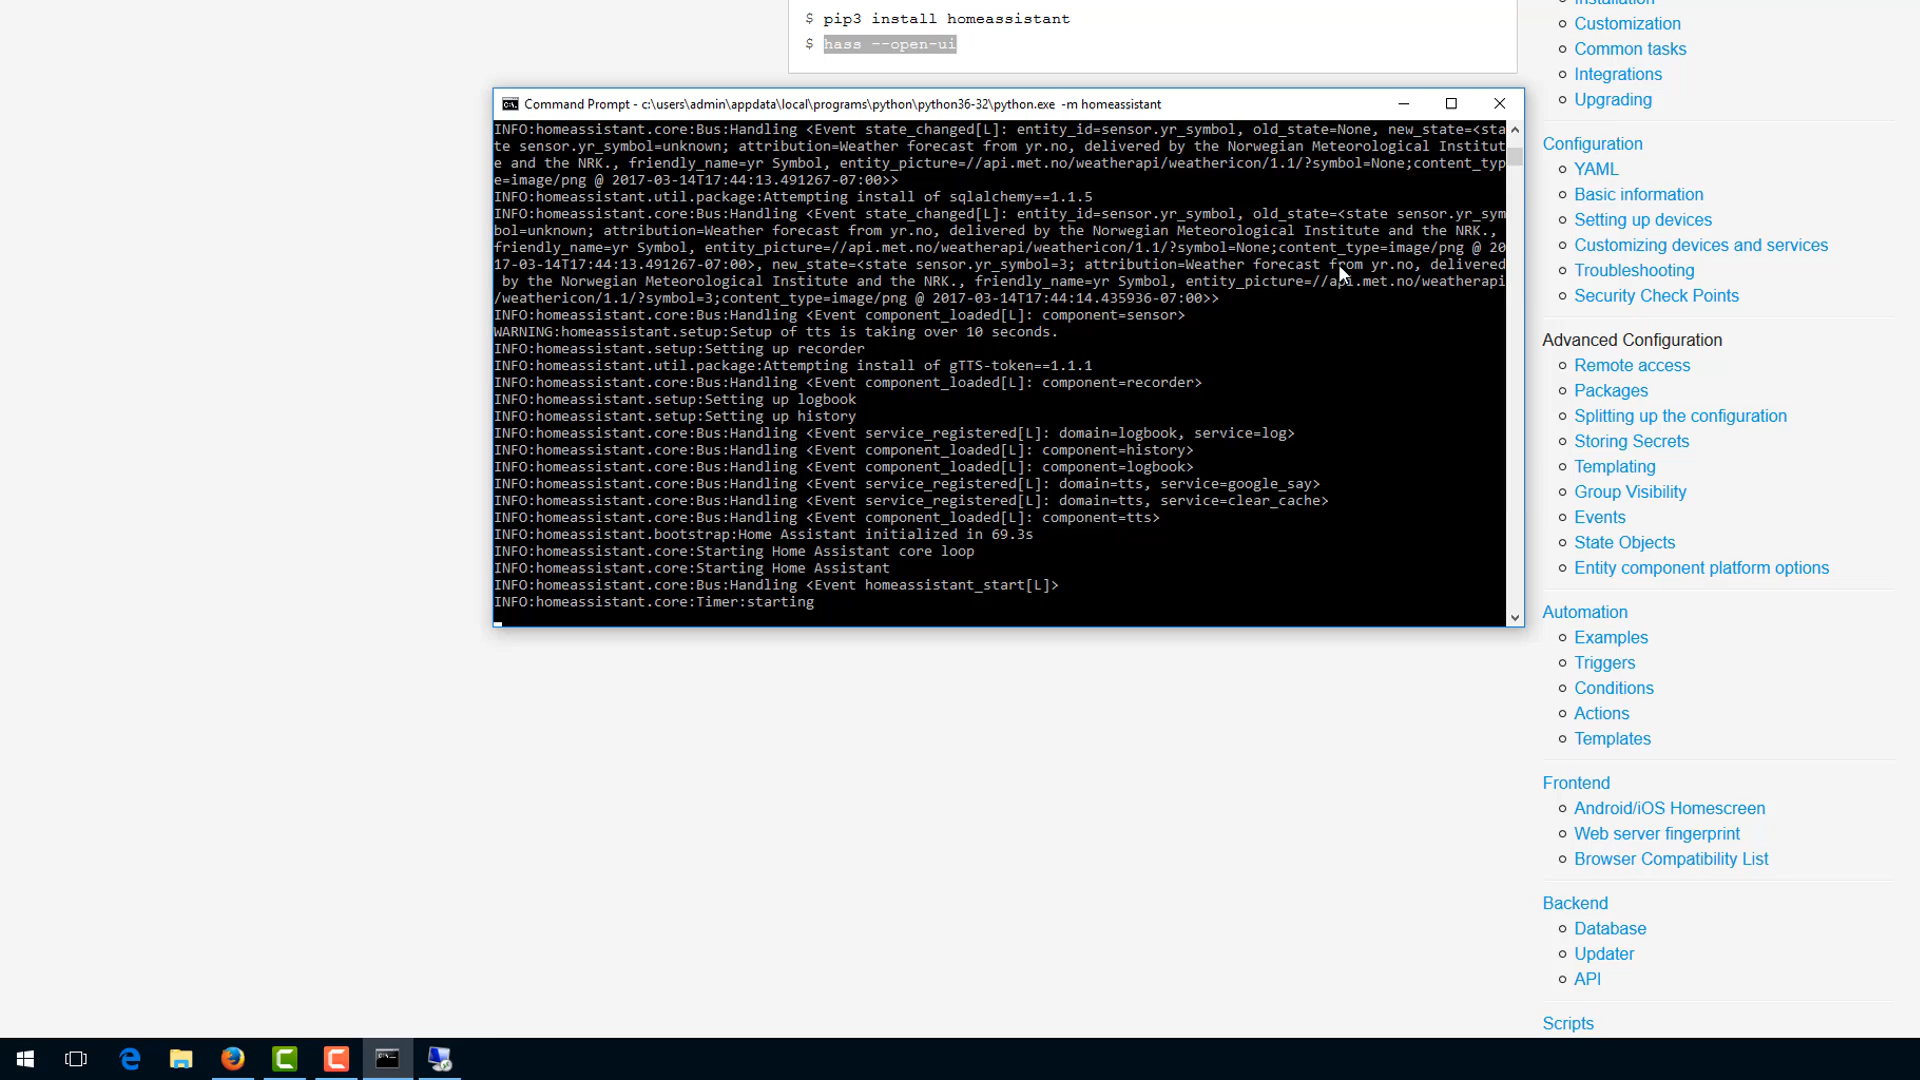 $ pip3 install homeassistant
$ hass --open-ui
Command Prompt - c:\users\admin\appdata\local\programs\python\python36-32\python.exe -m homeassistant
INFO:homeassistant.core:Bus:Handling <Event state_changed[L]: entity_id=sensor.yr_symbol, old_state=None, new_state=<sta
te sensor.yr_symbol=unknown; attribution=Weather forecast from yr.no, delivered by the Norwegian Meteorological Institut
e and the NRK., friendly_name=yr Symbol, entity_picture=//api.met.no/weatherapi/weathericon/1.1/?symbol=None;content_typ
e=image/png @ 2017-03-14T17:44:13.491267-07:00>>
INFO:homeassistant.util.package:Attempting install of sqlalchemy==1.1.5
INFO:homeassistant.core:Bus:Handling <Event state_changed[L]: entity_id=sensor.yr_symbol, old_state=<state sensor.yr_sym
bol=unknown; attribution=Weather forecast from yr.no, delivered by the Norwegian Meteorological Institute and the NRK.,
friendly_name=yr Symbol, entity_picture=//api.met.no/weatherapi/weathericon/1.1/?symbol=None;content_type=image/png @ 20
17-03-14T17:44:13.491267-07:00>, new_state=<state sensor.yr_symbol=3; attribution=Weather forecast from yr.no, delivered
by the Norwegian Meteorological Institute and the NRK., friendly_name=yr Symbol, entity_picture=//api.met.no/weatherapi
/weathericon/1.1/?symbol=3;content_type=image/png @ 2017-03-14T17:44:14.435936-07:00>>
INFO:homeassistant.core:Bus:Handling <Event component_loaded[L]: component=sensor>
WARNING:homeassistant.setup:Setup of tts is taking over 10 seconds.
INFO:homeassistant.setup:Setting up recorder
INFO:homeassistant.util.package:Attempting install of gTTS-token==1.1.1
INFO:homeassistant.core:Bus:Handling <Event component_loaded[L]: component=recorder>
INFO:homeassistant.setup:Setting up logbook
INFO:homeassistant.setup:Setting up history
INFO:homeassistant.core:Bus:Handling <Event service_registered[L]: domain=logbook, service=log>
INFO:homeassistant.core:Bus:Handling <Event component_loaded[L]: component=history>
INFO:homeassistant.core:Bus:Handling <Event component_loaded[L]: component=logbook>
INFO:homeassistant.core:Bus:Handling <Event service_registered[L]: domain=tts, service=google_say>
INFO:homeassistant.core:Bus:Handling <Event service_registered[L]: domain=tts, service=clear_cache>
INFO:homeassistant.core:Bus:Handling <Event component_loaded[L]: component=tts>
INFO:homeassistant.bootstrap:Home Assistant initialized in 69.3s
INFO:homeassistant.core:Starting Home Assistant core loop
INFO:homeassistant.core:Starting Home Assistant
INFO:homeassistant.core:Bus:Handling <Event homeassistant_start[L]>
INFO:homeassistant.core:Timer:starting
Installation
Customization
Common tasks
Integrations
Upgrading
Configuration
YAML
Basic information
Setting up devices
Customizing devices and services
Troubleshooting
Security Check Points
Advanced Configuration
Remote access
Packages
Splitting up the configuration
Storing Secrets
Templating
Group Visibility
Events
State Objects
Entity component platform options
Automation
Examples
Triggers
Conditions
Actions
Templates
Frontend
Android/iOS Homescreen
Web server fingerprint
Browser Compatibility List
Backend
Database
Updater
API
Scripts